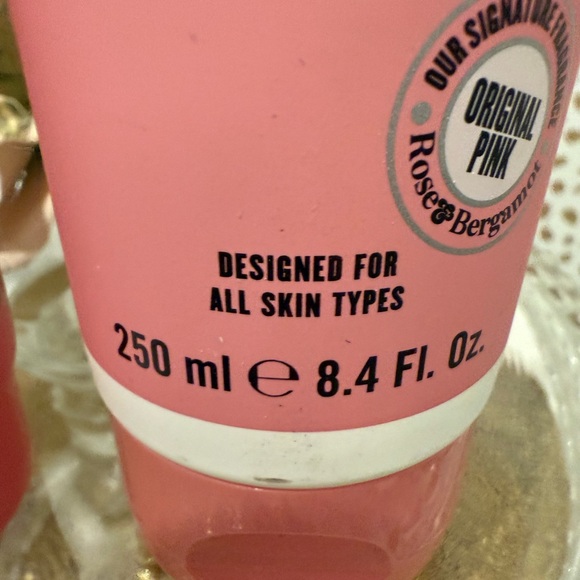 OUR SIGNATURE FRAGRANCE
ORIGINAL
PINK
Rose & Bergamot
DESIGNED FOR
ALL SKIN TYPES
250 ml ℮ 8.4 Fl. Oz.